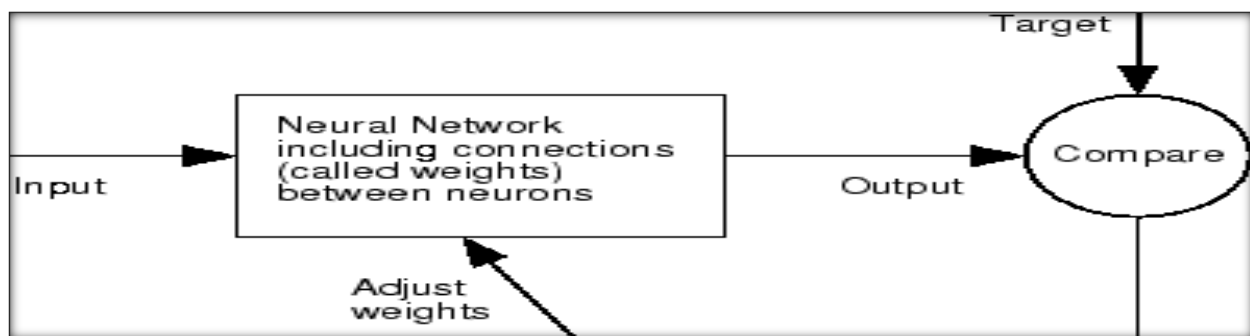 Target
Neural Network
including connections
(called weights)
between neurons
Compare
Input
Output
Adjust
weights